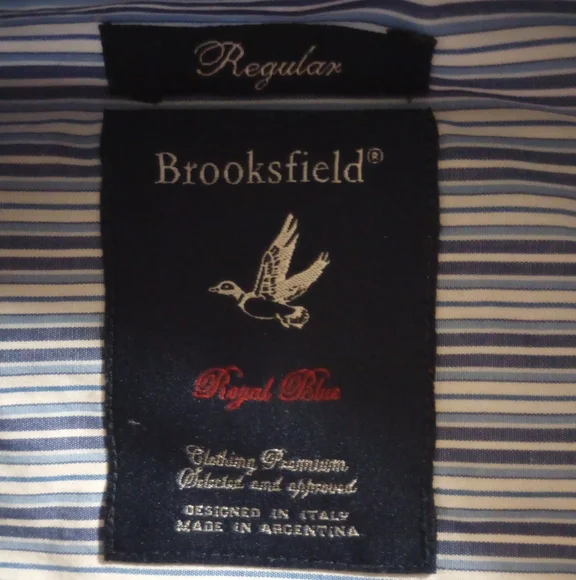 Regular
Brooksfield®
Royal Blue
Clothing Premium
Selected and approved
DESIGNED IN ITALY
MADE IN ARGENTINA